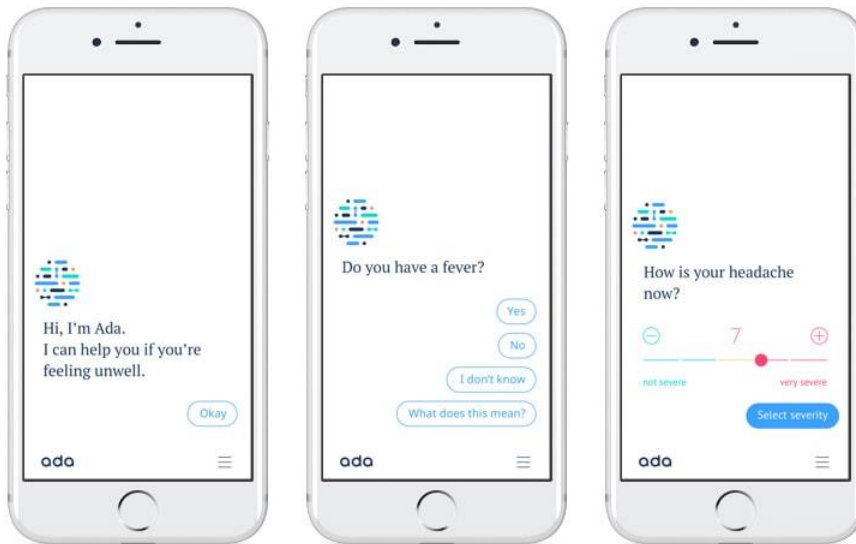 Hi, I'm Ada.
I can help you if you're
feeling unwell.
Okay
ada
Do you have a fever?
Yes
No
I don't know
What does this mean?
ada
How is your headache
now?
7
not severe
very severe
Select severity
ada